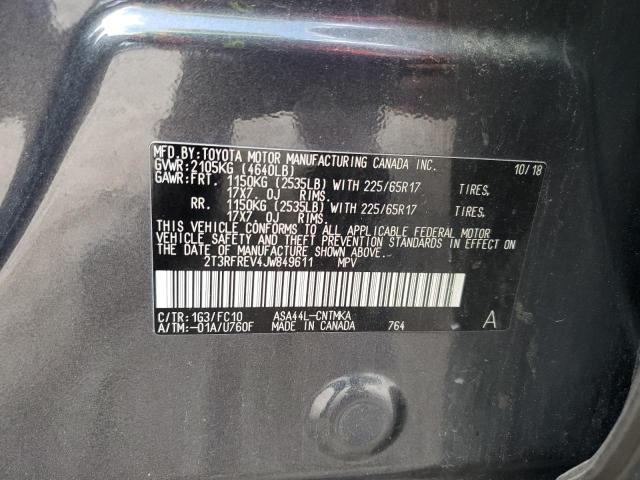 MFD. BY: TOYOTA MOTOR MANUFACTURING CANADA INC. 10/18
GVWR: 2105KG (4640LB)
GAWR: FRT. 1150KG (2535LB) WITH 225/65R17 TIRES,
17X7 0J RIMS
RR. 1150KG (2535LB) WITH 225/65R17 TIRES,
17X7 0J RIMS
THIS VEHICLE CONFORMS TO ALL APPLICABLE FEDERAL MOTOR
VEHICLE SAFETY AND THEFT PREVENTION STANDARDS IN EFFECT ON
THE DATE OF MANUFACTURE SHOWN ABOVE.
2T3RFREV4JW849611 MPV
C/TR: 1G3/FC10 ASA44L-CNTMKA A
A/TM: -01A/U760F MADE IN CANADA 764